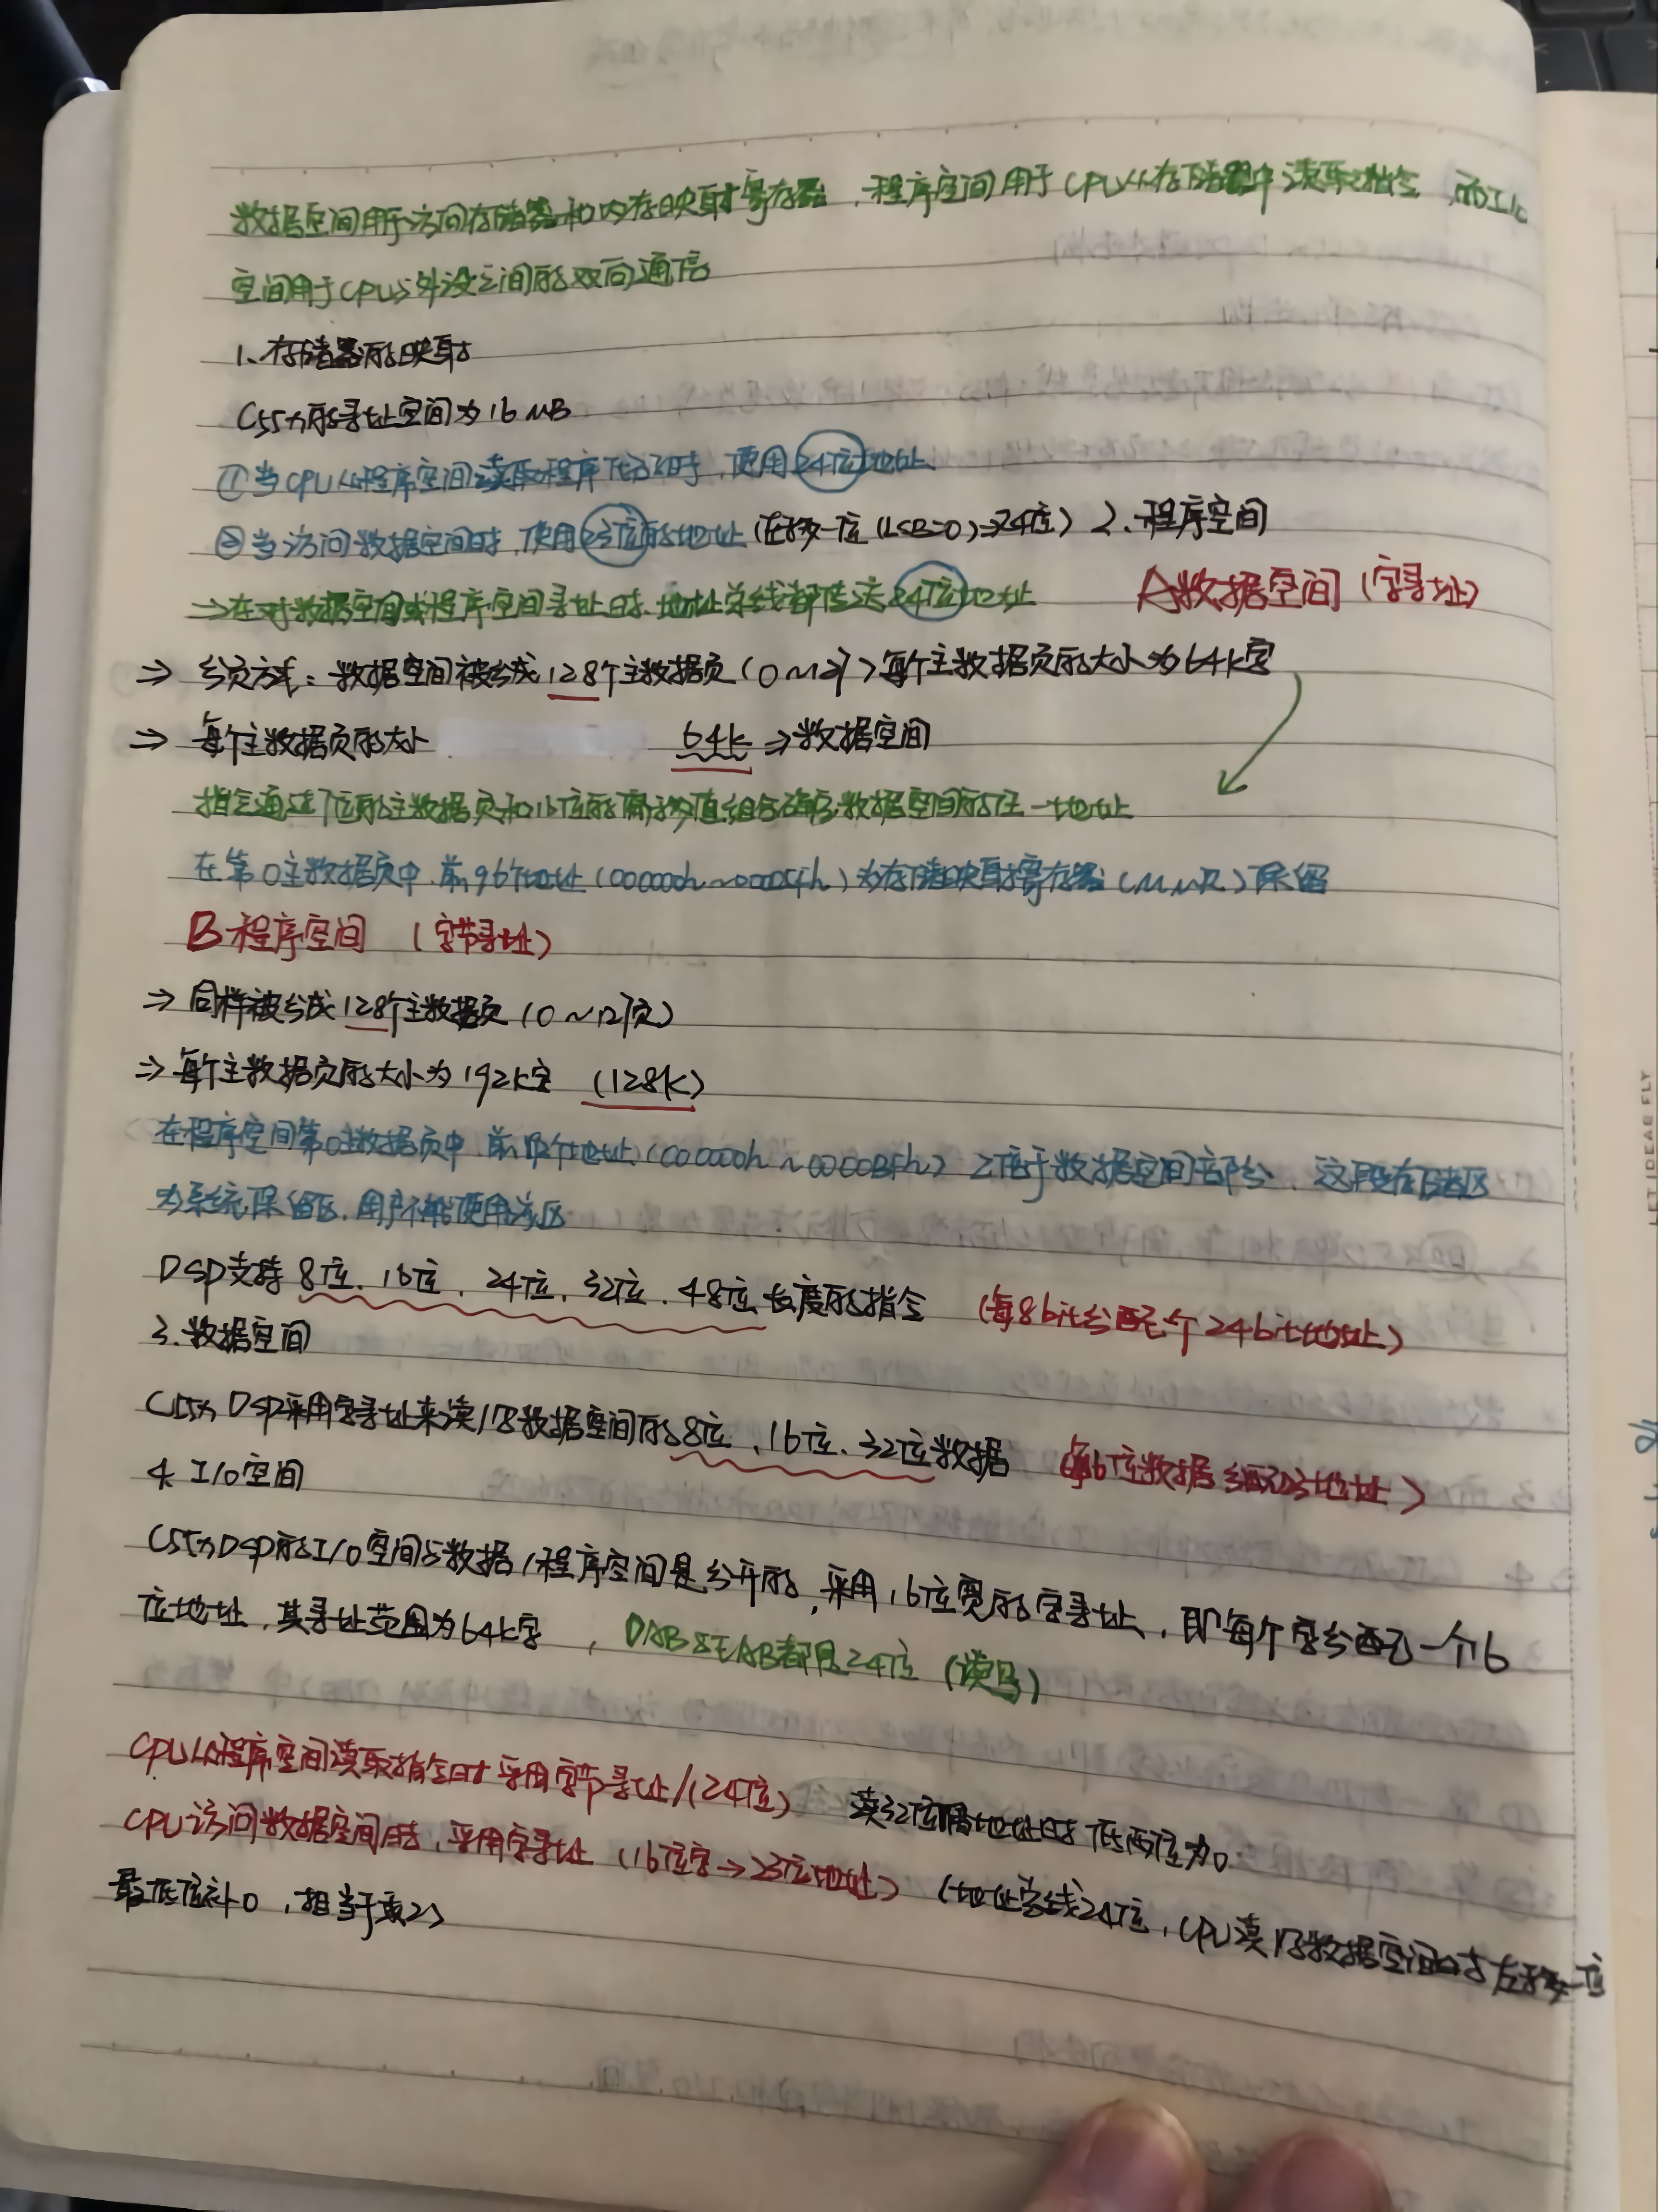 数据空间用于访问存储器和内存映射寄存器，程序空间用于CPU从存储器中读取指令，而I/O
空间用于CPU与外设之间的双向通信
1、存储器的映射
C55x的寻址空间为16MB
①当CPU从程序空间读取程序代码时，使用24位地址
②当访问数据空间时，使用23位的地址（左移一位(LSB=0)⇒24位） 2、程序空间
⇒在对数据空间或程序空间寻址时，地址总线都传送24位地址 A数据空间（字寻址）
⇒ 分页方式：数据空间被分成128个主数据页（0~127）每个主数据页的大小为64K字
⇒ 每个主数据页的大小 64k ⇒数据空间
指令通过7位的主数据页和16位的偏移值组合确定数据空间的任一地址
在第0主数据页中，前96个地址（000000h~00005Fh）为存储映射寄存器（MMR）保留
B程序空间 （字节寻址）
⇒ 同样被分成128个主数据页（0~127页）
⇒ 每个主数据页的大小为192K字 （128K）
在程序空间第0主数据页中，前192个地址（000000h~0000BFh）位于数据空间部分，这段存储区
为系统保留区，用户不能使用该区
DSP支持8位、16位、24位、32位、48位长度的指令 （每8bit分配一个24bit地址）
3.数据空间
C55x DSP采用字寻址来读/写数据空间的8位、16位、32位数据 （每16位数据分配23地址）
4 I/O空间
C55xDSP的I/O空间与数据/程序空间是分开的，采用16位宽的字寻址，即每个字分配一个16
位地址，其寻址范围为64K字 ，DAB与EAB都是24位（读写）
CPU从程序空间读取指令时采用字节寻址/（24位） 读32位偶地址时低两位为0
CPU访问数据空间时，采用字寻址（16位字→23位地址）（地址总线24位，CPU读/写数据空间时左移一位
最低位补0，相当于乘2）
LET IDEAS FLY